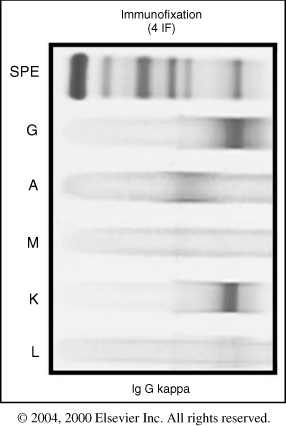 Immunofixation
(4 IF)
SPE
G
A
M
K
L
Ig G kappa
© 2004, 2000 Elsevier Inc. All rights reserved.